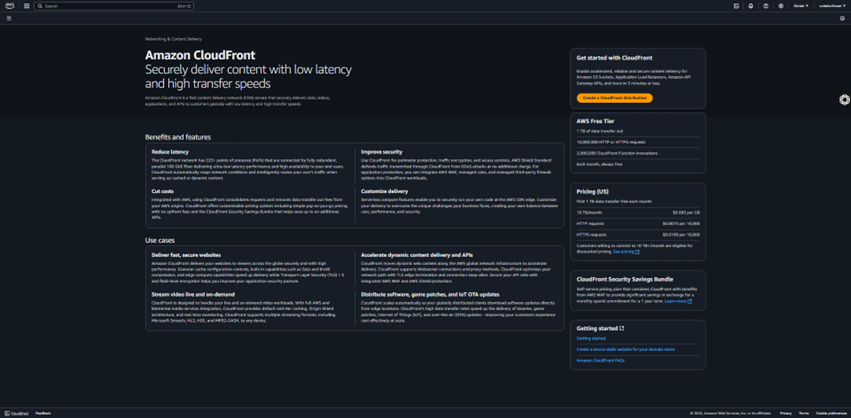 aws
Search
[Alt+S]
Global
Networking & Content Delivery
Amazon CloudFront
Securely deliver content with low latency
and high transfer speeds
Amazon CloudFront is a fast content delivery network (CDN) service that securely delivers data, videos,
applications, and APIs to customers globally with low latency and high transfer speeds.
Benefits and features
Reduce latency
The CloudFront network has 225+ points of presence (PoPs) that are connected by fully redundant,
parallel 100 GbE fiber delivering ultra-low latency performance and high availability to your end users.
CloudFront automatically maps network conditions and intelligently routes your user's traffic when
serving up cached or dynamic content.
Improve security
Use CloudFront for perimeter protection, traffic encryption, and access controls. AWS Shield Standard
defends traffic transmitted through CloudFront from DDoS attacks at no additional charge. For
application protection, you can integrate AWS WAF, managed rules, and managed third-party firewall
options into CloudFront workloads.
Cut costs
Integrated with AWS, using CloudFront consolidates requests and removes data transfer out fees from
your AWS origins. CloudFront offers customizable pricing options including simple pay-as-you-go pricing
with no upfront fees and the CloudFront Security Savings Bundle that helps save up to an additional
30%.
Customize delivery
Serverless compute features enable you to securely run your own code at the AWS CDN edge. Customize
your delivery to overcome the unique challenges your business faces, creating your own balance between
cost, performance, and security.
Use cases
Deliver fast, secure websites
Amazon CloudFront delivers your websites to viewers across the globe securely and with high
performance. Granular cache configuration controls, built-in capabilities such as Gzip and Brotli
compression, and edge compute capabilities speed up delivery while Transport Layer Security (TLS) 1.3
and field-level encryption helps you improve your application security posture.
Accelerate dynamic content delivery and APIs
CloudFront moves dynamic web content along the AWS global network infrastructure to accelerate
delivery. CloudFront supports WebSocket connections and proxy methods. CloudFront optimizes your
network path with TLS edge termination and connection keep-alive. Secure your API calls with
integrated AWS WAF and AWS Shield protection.
Stream video live and on-demand
CloudFront is designed to handle your live and on-demand video workloads. With full AWS and
Elemental media services integration, CloudFront provides default mid-tier caching, Origin Shield
architecture, and real-time monitoring. CloudFront supports multiple streaming formats, including
Microsoft Smooth, HLS, HDS, and MPEG-DASH, to any device.
Distribute software, game patches, and IoT OTA updates
CloudFront scales automatically as your globally distributed clients download software updates directly
from edge locations. CloudFront's high data transfer rates speed up the delivery of binaries, game
patches, Internet of Things (IoT), and over-the-air (OTA) updates - improving your customers experience
cost effectively at scale.
Get started with CloudFront
Enable accelerated, reliable and secure content delivery for
Amazon S3 buckets, Application Load Balancers, Amazon API
Gateway APIs, and more in 5 minutes or less.
Create a CloudFront distribution
AWS Free Tier
1 TB of data transfer out
10,000,000 HTTP or HTTPS requests
2,000,000 CloudFront Function invocations
Each month, always free
Pricing (US)
First 1 TB data transfer free each month
10 TB/month $0.085 per GB
HTTP requests $0.0075 per 10,000
HTTPS requests $0.0100 per 10,000
Customers willing to commit to 10 TB+/month are eligible for
discounted pricing. See pricing
CloudFront Security Savings Bundle
Self-service pricing plan that combines CloudFront with benefits
from AWS WAF to provide significant savings in exchange for a
monthly spend commitment for a 1 year term. Learn more
Getting started
Getting started
Create a secure static website for your domain name
Amazon CloudFront FAQs
CloudShell
Feedback
Amazon Web Services, Inc. or its affiliates.
Privacy
Terms
Cookie preferences